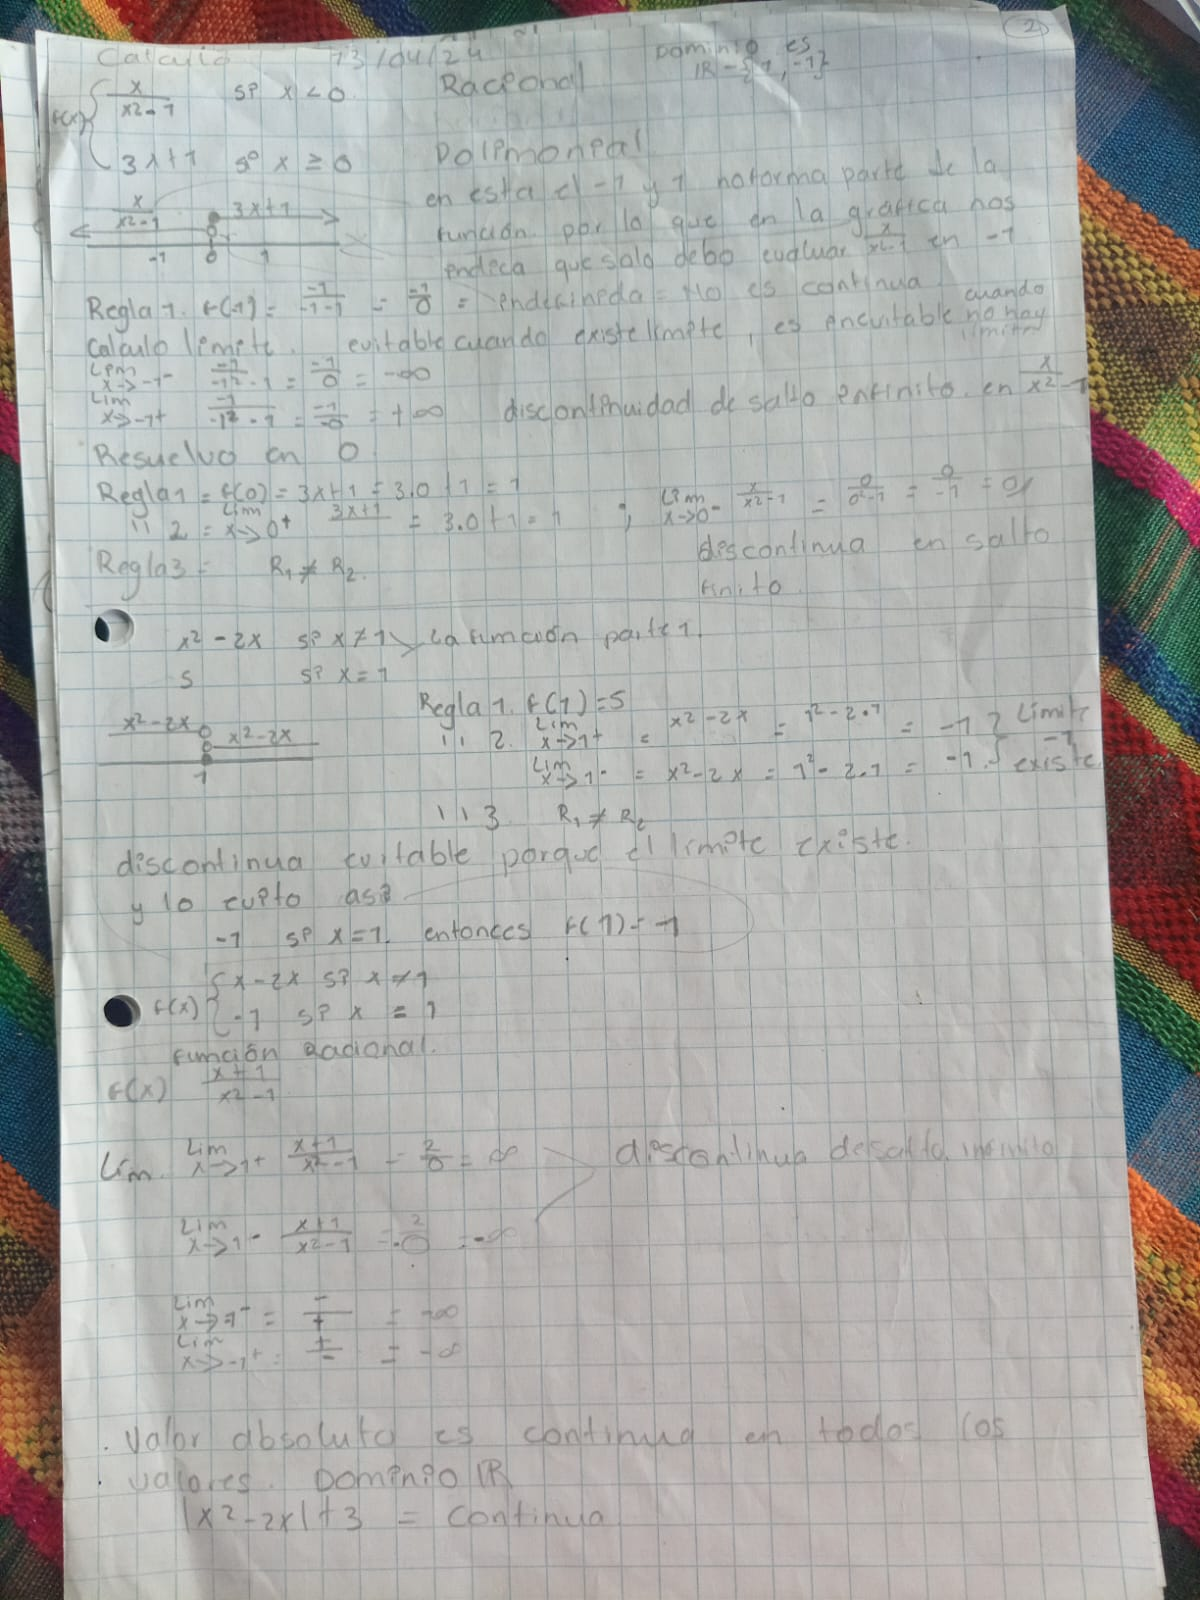 2
Calculo 13/04/24
Dominio es
IR - {1, -1}
f(x) { x/x2-1 si x < 0 Racional
3x+1 si x ≥ 0 Polimonial
en esta el -1 y 1 no forma parte de la
función por lo que en la grafica nos
endica que solo debo evaluar x/x2-1 en -1
x/x2-1 3x+1
-1 0 1
Regla 1. f(-1) = -1/-1-1 = -1/0 = endecineda = No es continua
Calculo limite. evitable cuando existe limite, es inevitable cuando no hay limite
Lim x->-1- -1/-1²-1 = -1/0 = -∞
Lim x->-1+ -1/-1²-1 = -1/-0 = +∞ discontinuidad de salto enfinito. en x/x²-1
Resuelvo en 0
Regla 1 = f(0) = 3x+1 = 3.0+1 = 1
'' 2 = Lim x->0+ 3x+1 = 3.0+1 = 1 ; Lim x->0- x/x²-1 = 0/0²-1 = 0/-1 = 0
discontinua en salto
finito.
Regla 3 = R1 ≠ R2.
x² - 2x si x ≠ 1 > La función parte 1.
5 si x = 1
x²-2x x²-2x
1
Regla 1. f(1) = 5
'' 2. Lim x->1+ = x²-2x = 1²-2.1 = -1 } Limite
Lim x->1- = x²-2x = 1²-2.1 = -1. } -1 existe.
'' 3. R1 ≠ R2
discontinua evitable porque el limite existe.
y lo evito asi
-1 si x=1. entonces f(1) = -1
f(x) { x-2x si x ≠ 1
-1 si x = 1
función Racional.
f(x) x+1/x2-1
Lim. Lim x->1+ x+1/x²-1 = 2/0 = ∞ discontinua de salto infinito
Lim x->1- x+1/x²-1 = 2/-0 = -∞
Lim x->-1- = -/+ = -∞
Lim x->-1+ = +/- = -∞
. Valor absoluto es continua en todos los
. valores. Dominio IR
|x²-2x|+3 = Continua